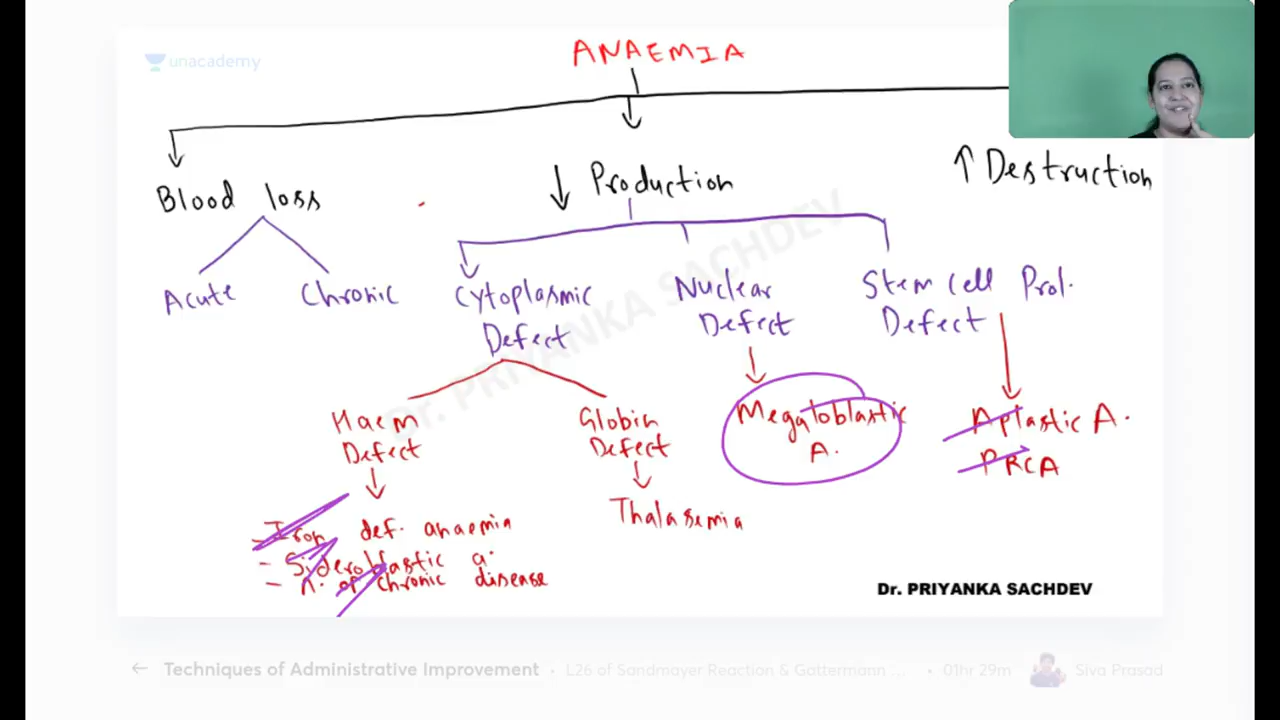 unacademy
ANAEMIA
Blood loss
↓ Production
↑ Destruction
Acute
Chronic
Cytoplasmic
Defect
Nuclear
Defect
Stem cell Prol.
Defect
Haem
Defect
Globin
Defect
Megaloblastic
A.
Aplastic A.
PRCA
- Iron def. anaemia
- Sideroblastic a.
- A. of chronic disease
Thalasemia
Dr. PRIYANKA SACHDEV
Dr. PRIYANKA SACHDEV
← Techniques of Administrative Improvement • L26 of Sandmayer Reaction & Gattermann ... • 01hr 29m Siva Prasad